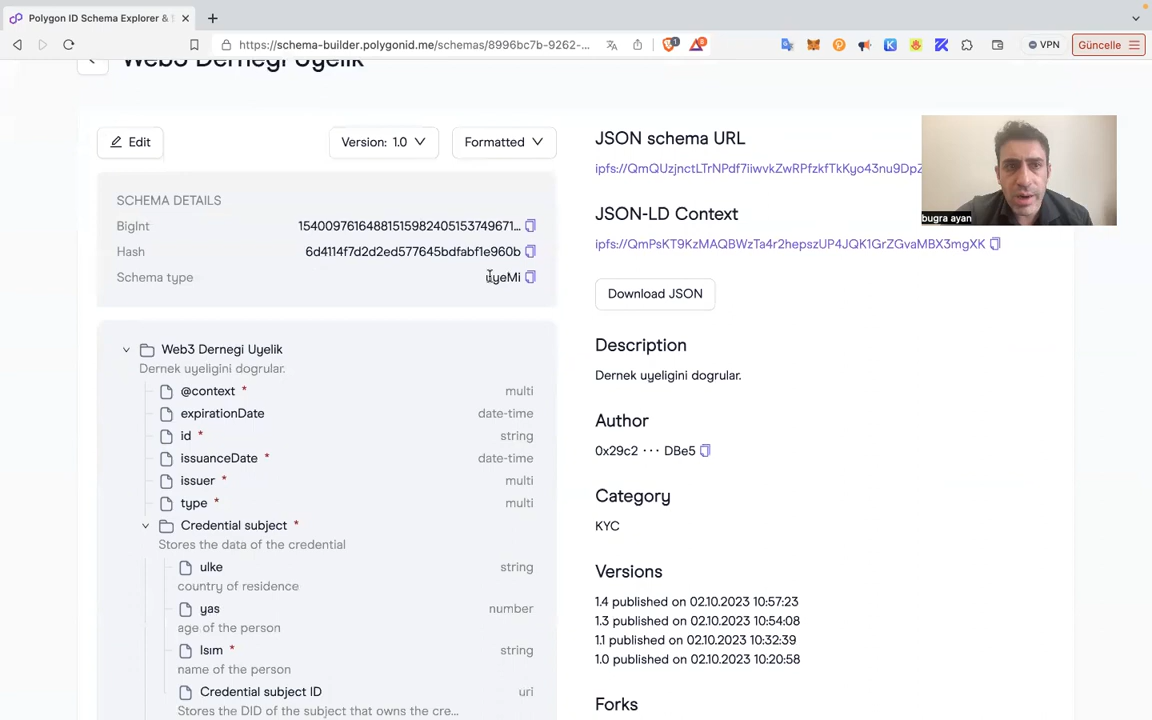 Polygon ID Schema Explorer &
https://schema-builder.polygonid.me/schemas/8996bc7b-9262-...
1
8
VPN
Güncelle
Web3 Dernegi Uyelik
Edit
Version: 1.0
Formatted
SCHEMA DETAILS
BigInt
15400976164881515982405153749671...
Hash
6d4114f7d2d2ed577645bdfabf1e960b
Schema type
uyeMi
Web3 Dernegi Uyelik
Dernek uyeligini dogrular.
@context *
multi
expirationDate
date-time
id *
string
issuanceDate *
date-time
issuer *
multi
type *
multi
Credential subject *
Stores the data of the credential
ulke
string
country of residence
yas
number
age of the person
Isım *
string
name of the person
Credential subject ID
uri
Stores the DID of the subject that owns the cre...
JSON schema URL
ipfs://QmQUzjnctLTrNPdf7iiwvkZwRPfzkfTkKyo43nu9DpZ
JSON-LD Context
ipfs://QmPsKT9KzMAQBWzTa4r2hepszUP4JQK1GrZGvaMBX3mgXK
Download JSON
Description
Dernek uyeligini dogrular.
Author
0x29c2 ··· DBe5
Category
KYC
Versions
1.4 published on 02.10.2023 10:57:23
1.3 published on 02.10.2023 10:54:08
1.1 published on 02.10.2023 10:32:39
1.0 published on 02.10.2023 10:20:58
Forks
bugra ayan